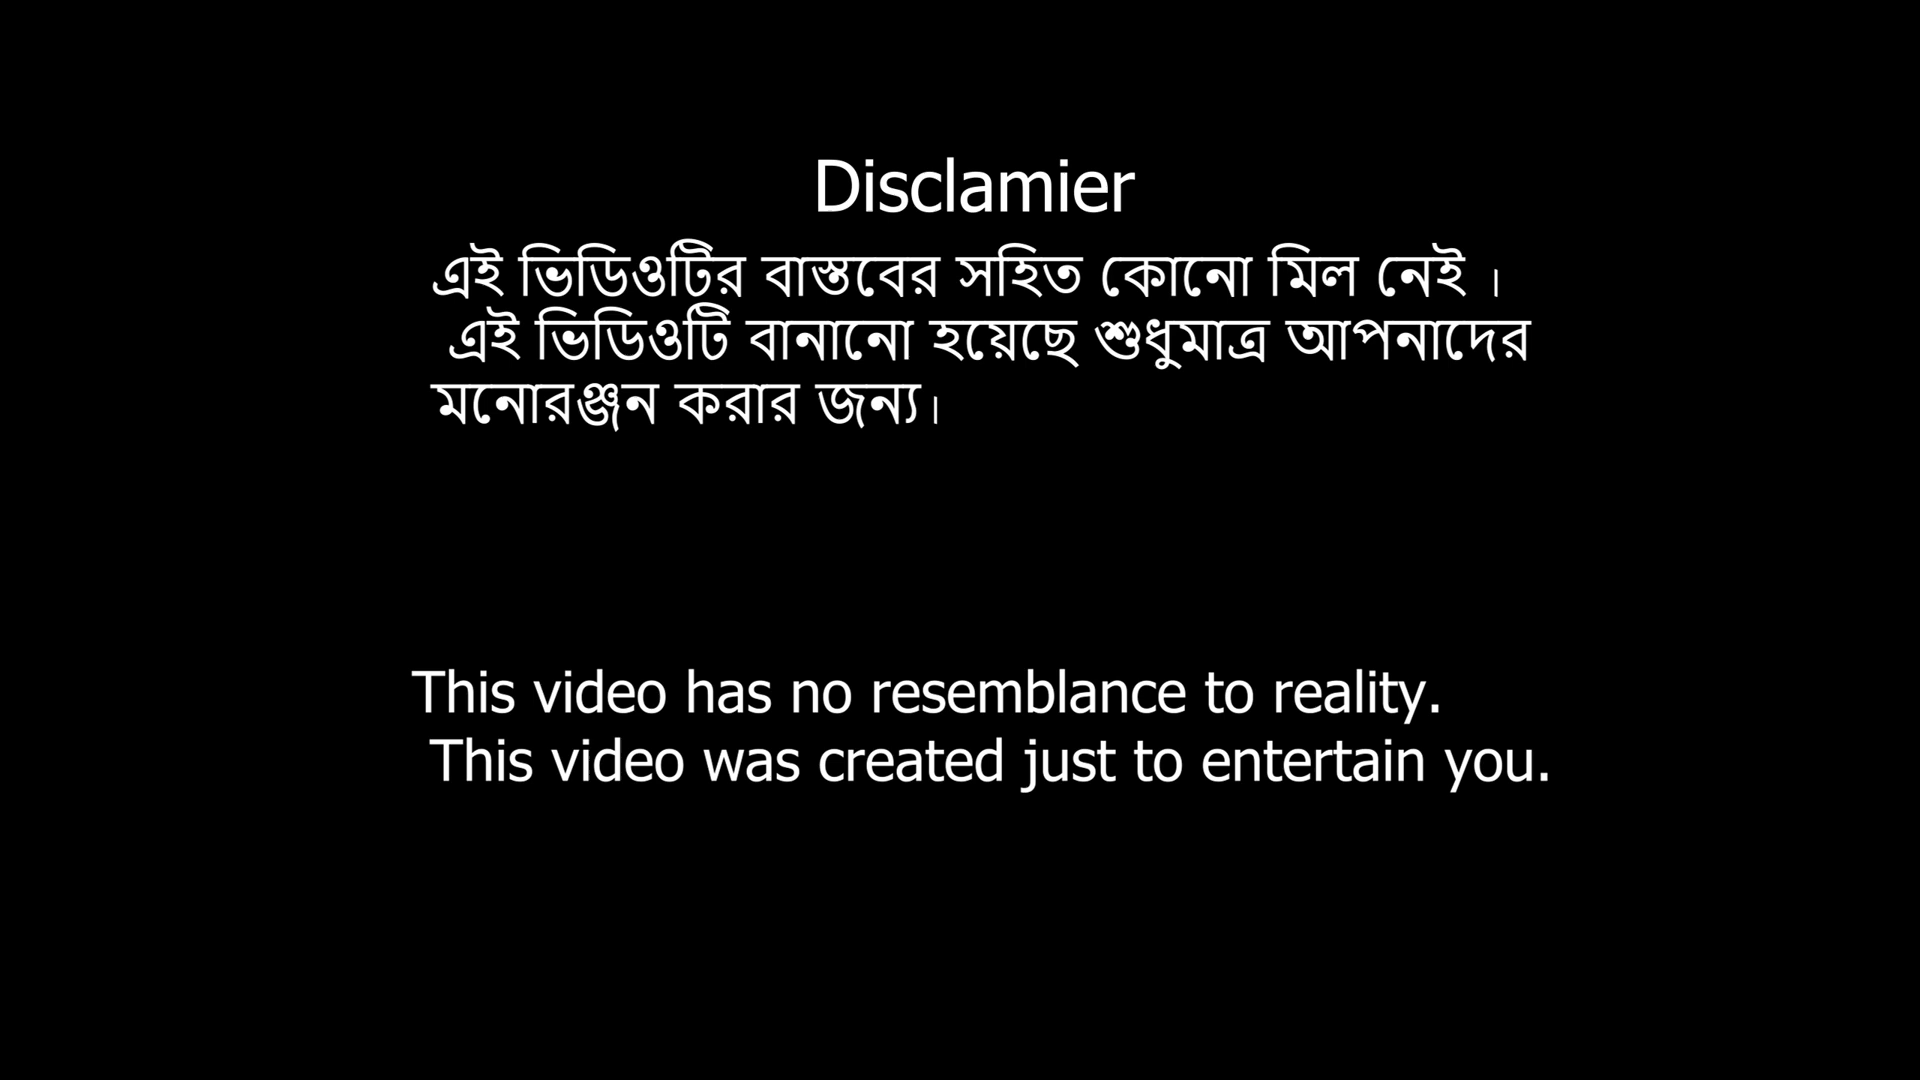 Disclamier
এই ভিডিওটির বাস্তবের সহিত কোনো মিল নেই ।
এই ভিডিওটি বানানো হয়েছে শুধুমাত্র আপনাদের
মনোরঞ্জন করার জন্য।
This video has no resemblance to reality.
This video was created just to entertain you.